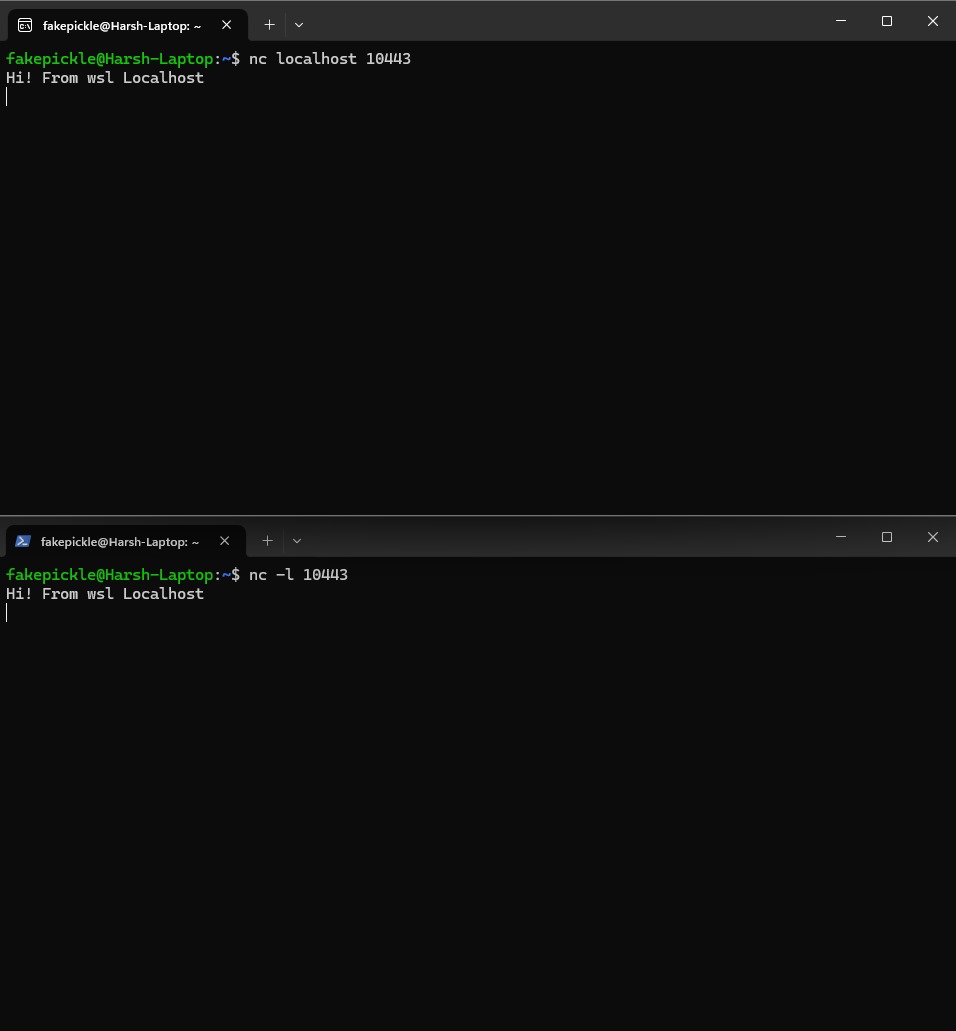 fakepickle@Harsh-Laptop: ~
fakepickle@Harsh-Laptop:~$ nc localhost 10443
Hi! From wsl Localhost
fakepickle@Harsh-Laptop: ~
fakepickle@Harsh-Laptop:~$ nc -l 10443
Hi! From wsl Localhost